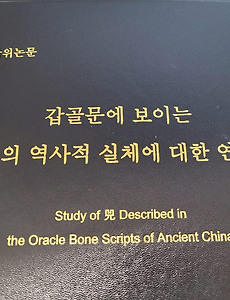 위논문
갑골문에 보이는
의 역사적 실체에 대한 연
Study of 兕 Described in
the Oracle Bone Scripts of Ancient China